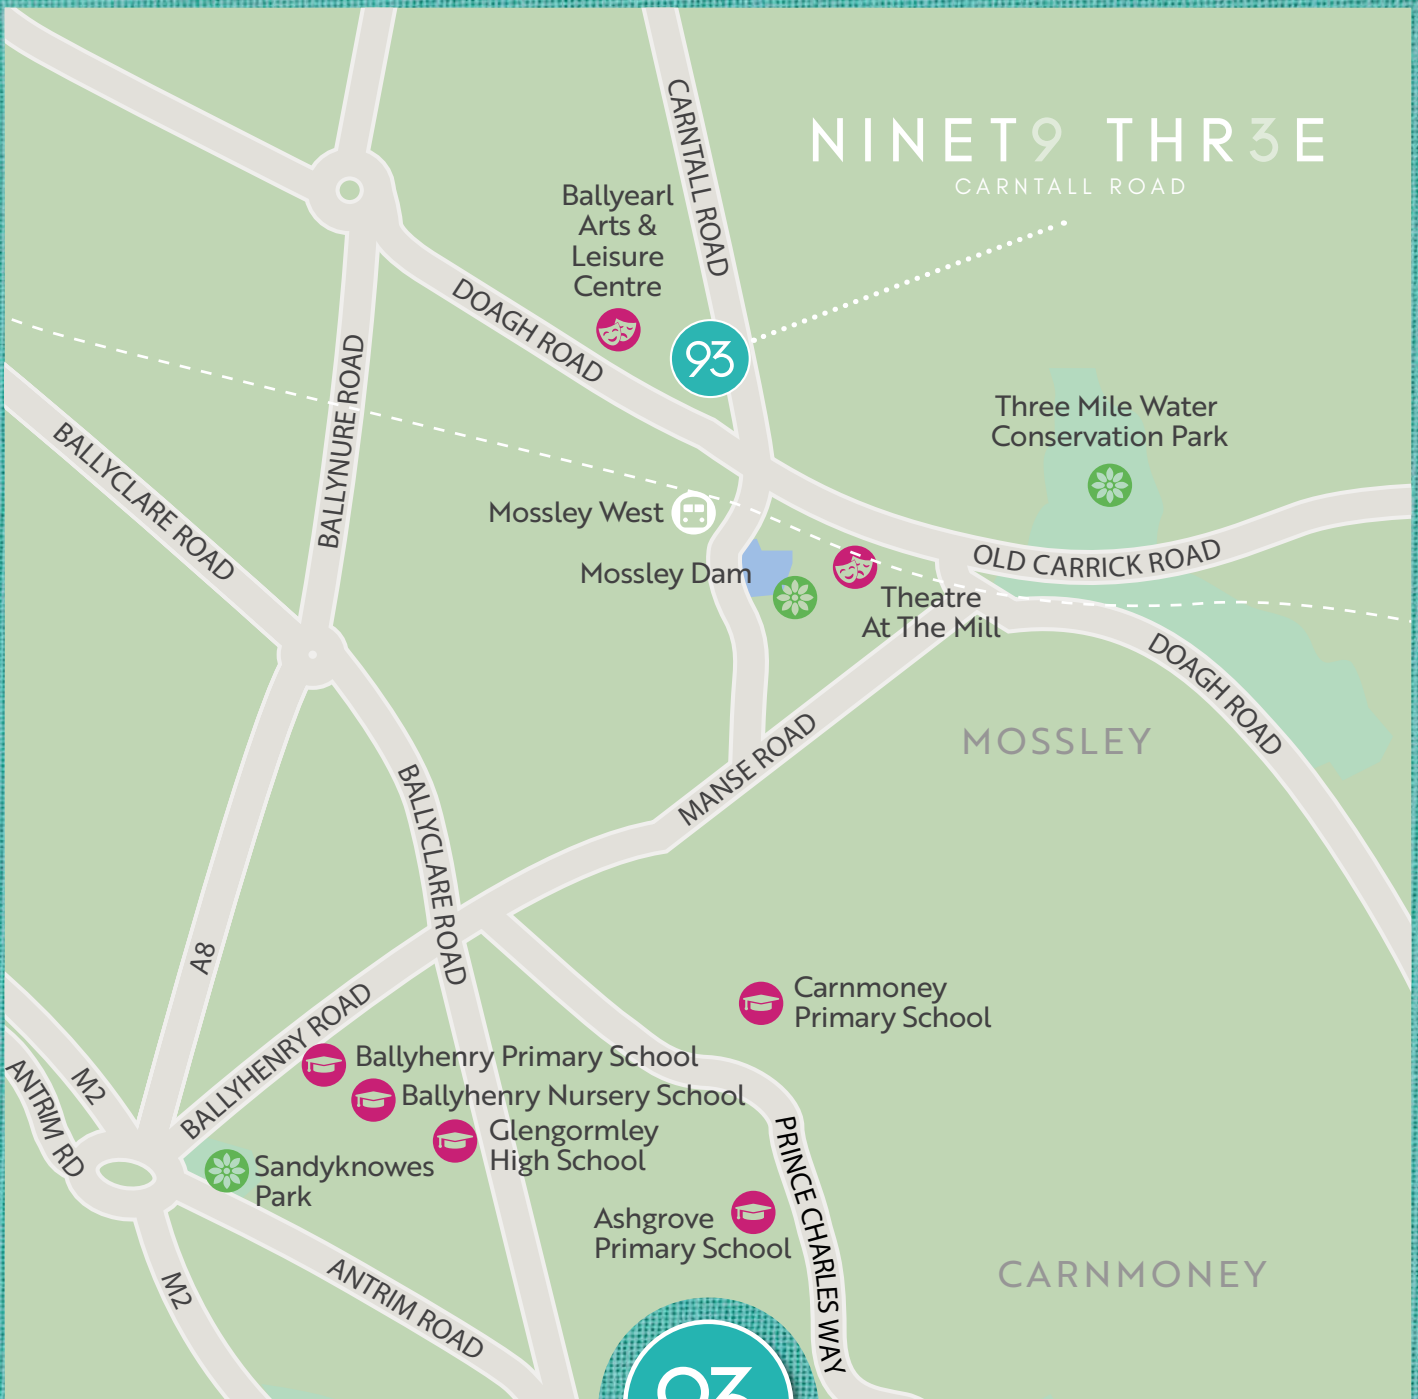 NINET9 THR3E
CARNTALL ROAD
CARNTALL ROAD
Ballyearl
Arts &
Leisure
Centre
93
DOAGH ROAD
BALLYNURE ROAD
BALLYCLARE ROAD
Three Mile Water
Conservation Park
Mossley West
Mossley Dam
OLD CARRICK ROAD
Theatre
At The Mill
DOAGH ROAD
MOSSLEY
MANSE ROAD
BALLYCLARE ROAD
A8
Carnmoney
Primary School
BALLYHENRY ROAD
Ballyhenry Primary School
Ballyhenry Nursery School
Glengormley
High School
M2
ANTRIM RD
Sandyknowes
Park
PRINCE CHARLES WAY
Ashgrove
Primary School
CARNMONEY
M2
ANTRIM ROAD
93